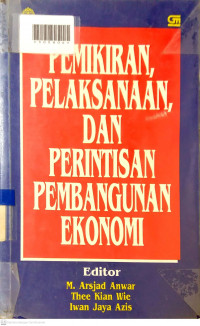 PEMIKIRAN,
PELAKSANAAN,
DAN
PERINTISAN
PEMBANGUNAN
EKONOMI
Editor
M. Arsjad Anwar
Thee Kian Wie
Iwan Jaya Azis